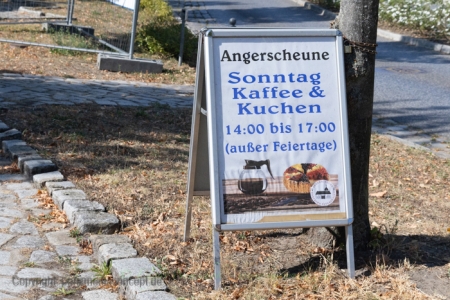 Angerscheune
Sonntag
Kaffee &
Kuchen
14:00 bis 17:00
(außer Feiertage)